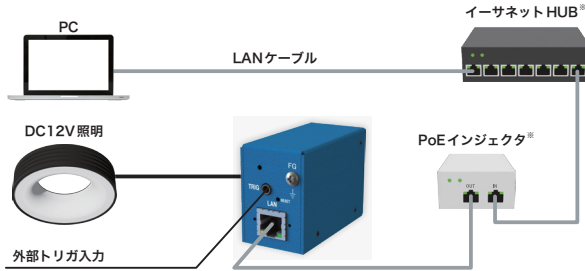 イーサネットHUB※
PC
LANケーブル
DC12V照明
PoEインジェクタ※
FG
TRIG
RESET
LAN
OUT
IN
外部トリガ入力